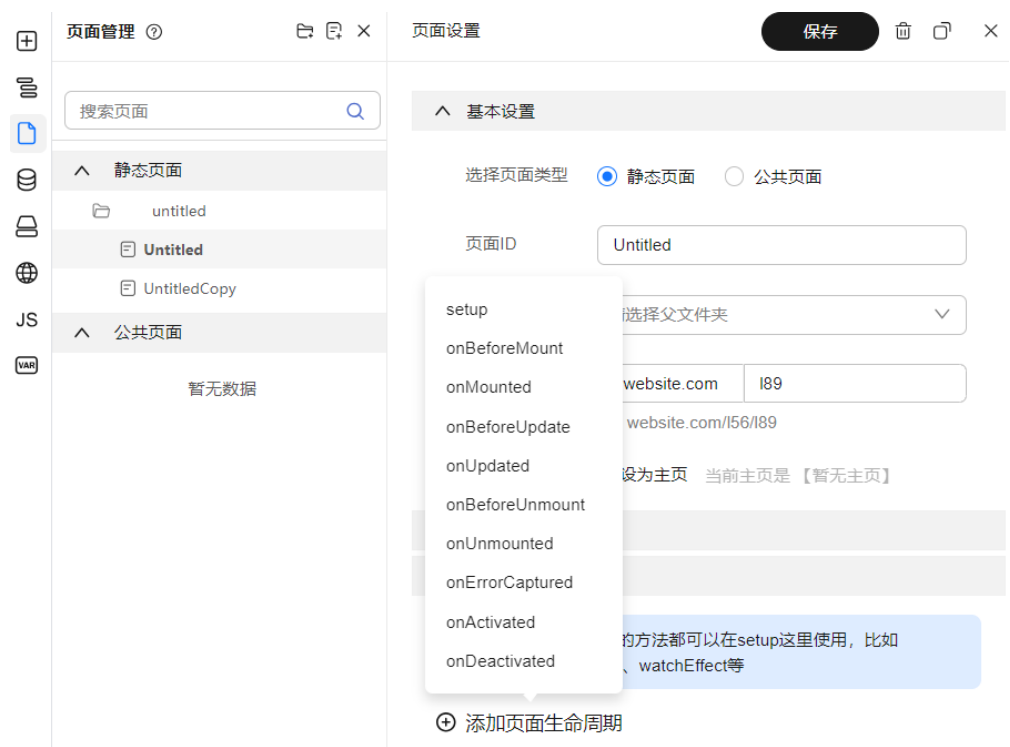 页面管理
搜索页面
静态页面
untitled
Untitled
UntitledCopy
公共页面
暂无数据
JS
VAR
页面设置
保存
基本设置
选择页面类型 静态页面 公共页面
页面ID Untitled
选择父文件夹
website.com l89
website.com/l56/l89
设为主页 当前主页是 【暂无主页】
setup
onBeforeMount
onMounted
onBeforeUpdate
onUpdated
onBeforeUnmount
onUnmounted
onErrorCaptured
onActivated
onDeactivated
的方法都可以在setup这里使用，比如
、watchEffect等
添加页面生命周期